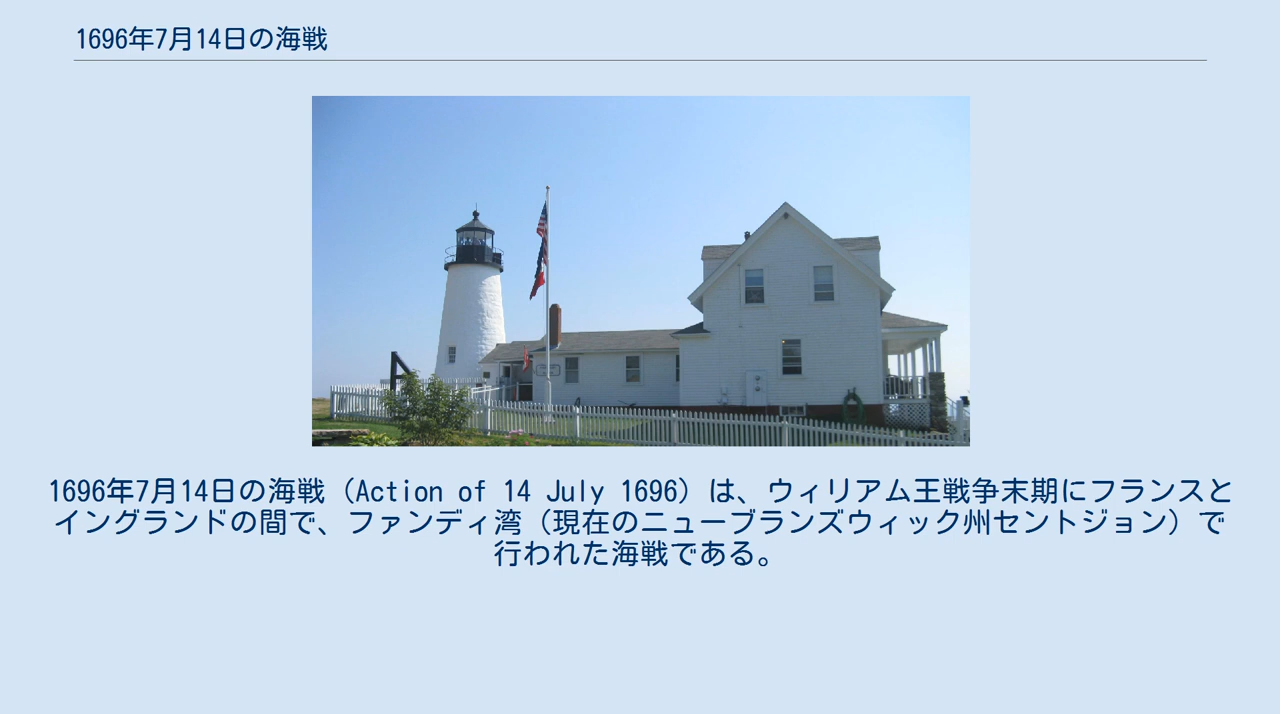 1696年7月14日の海戦
1696年7月14日の海戦（Action of 14 July 1696）は、ウィリアム王戦争末期にフランスと
イングランドの間で、ファンディ湾（現在のニューブランズウィック州セントジョン）で
行われた海戦である。